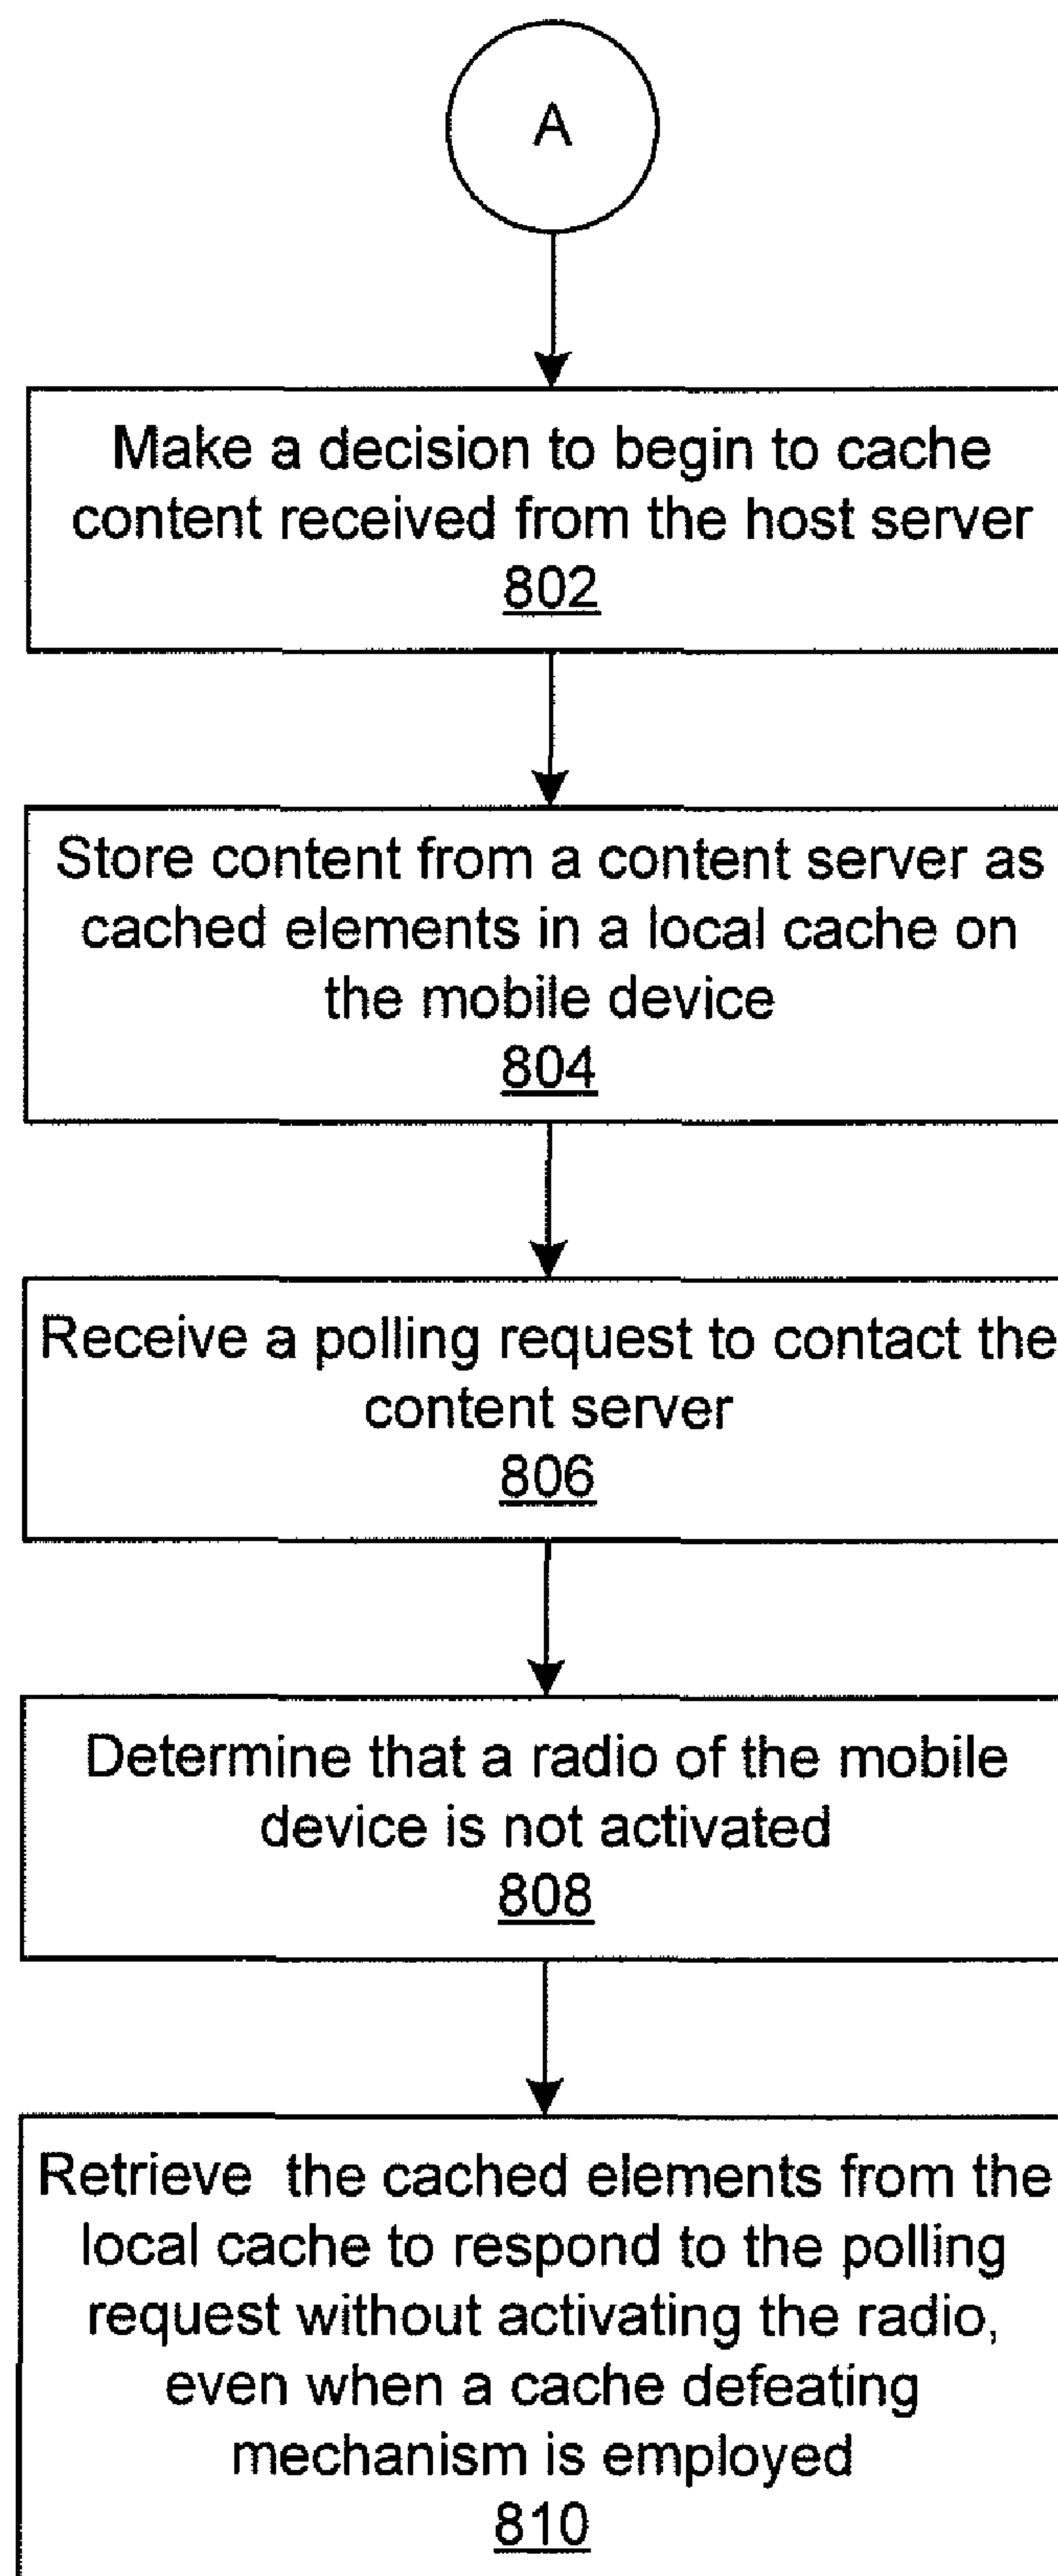 A
Make a decision to begin to cache
content received from the host server
802
Store content from a content server as
cached elements in a local cache on
the mobile device
804
Receive a polling request to contact the
content server
806
Determine that a radio of the mobile
device is not activated
808
Retrieve the cached elements from the
local cache to respond to the polling
request without activating the radio,
even when a cache defeating
mechanism is employed
810